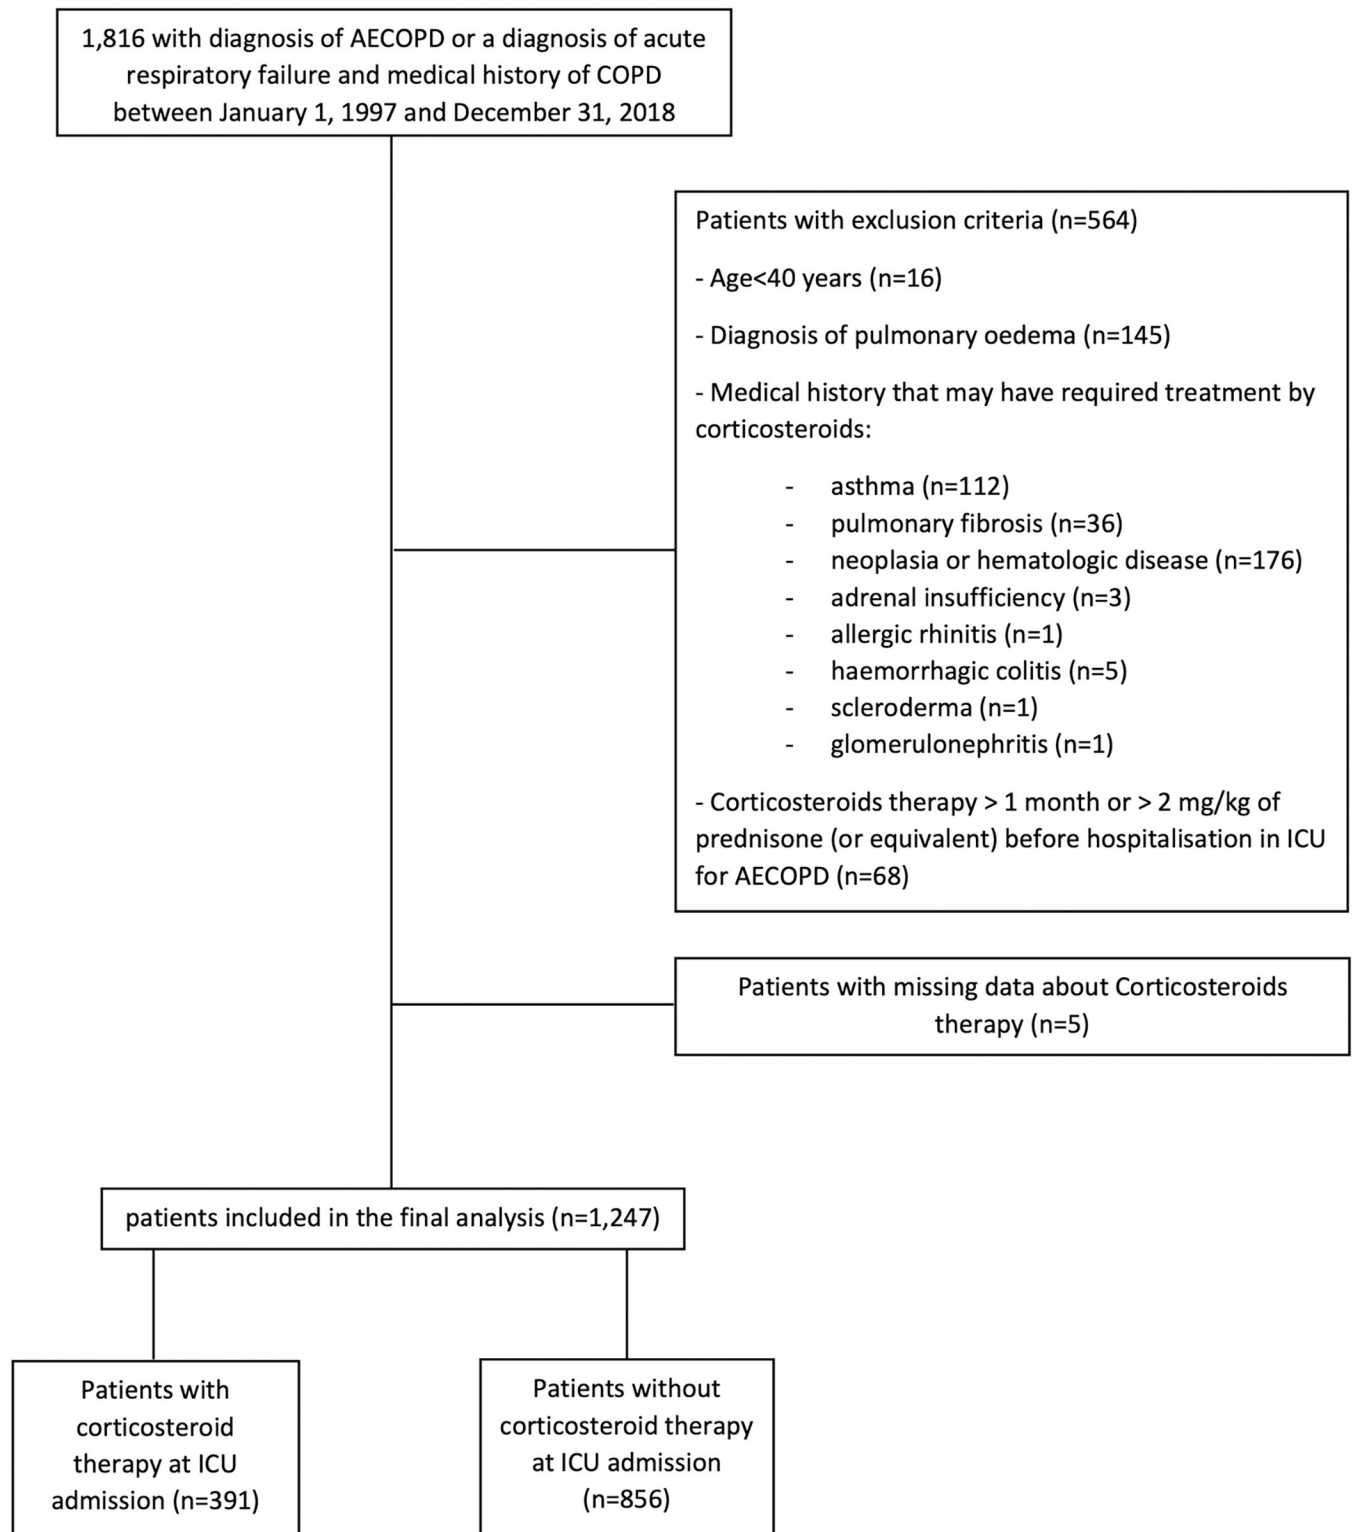 1,816 with diagnosis of AECOPD or a diagnosis of acute
respiratory failure and medical history of COPD
between January 1, 1997 and December 31, 2018
Patients with exclusion criteria (n=564)
- Age<40 years (n=16)
- Diagnosis of pulmonary oedema (n=145)
- Medical history that may have required treatment by
corticosteroids:
- asthma (n=112)
- pulmonary fibrosis (n=36)
- neoplasia or hematologic disease (n=176)
- adrenal insufficiency (n=3)
- allergic rhinitis (n=1)
- haemorrhagic colitis (n=5)
- scleroderma (n=1)
- glomerulonephritis (n=1)
- Corticosteroids therapy > 1 month or > 2 mg/kg of
prednisone (or equivalent) before hospitalisation in ICU
for AECOPD (n=68)
Patients with missing data about Corticosteroids
therapy (n=5)
patients included in the final analysis (n=1,247)
Patients with
corticosteroid
therapy at ICU
admission (n=391)
Patients without
corticosteroid therapy
at ICU admission
(n=856)